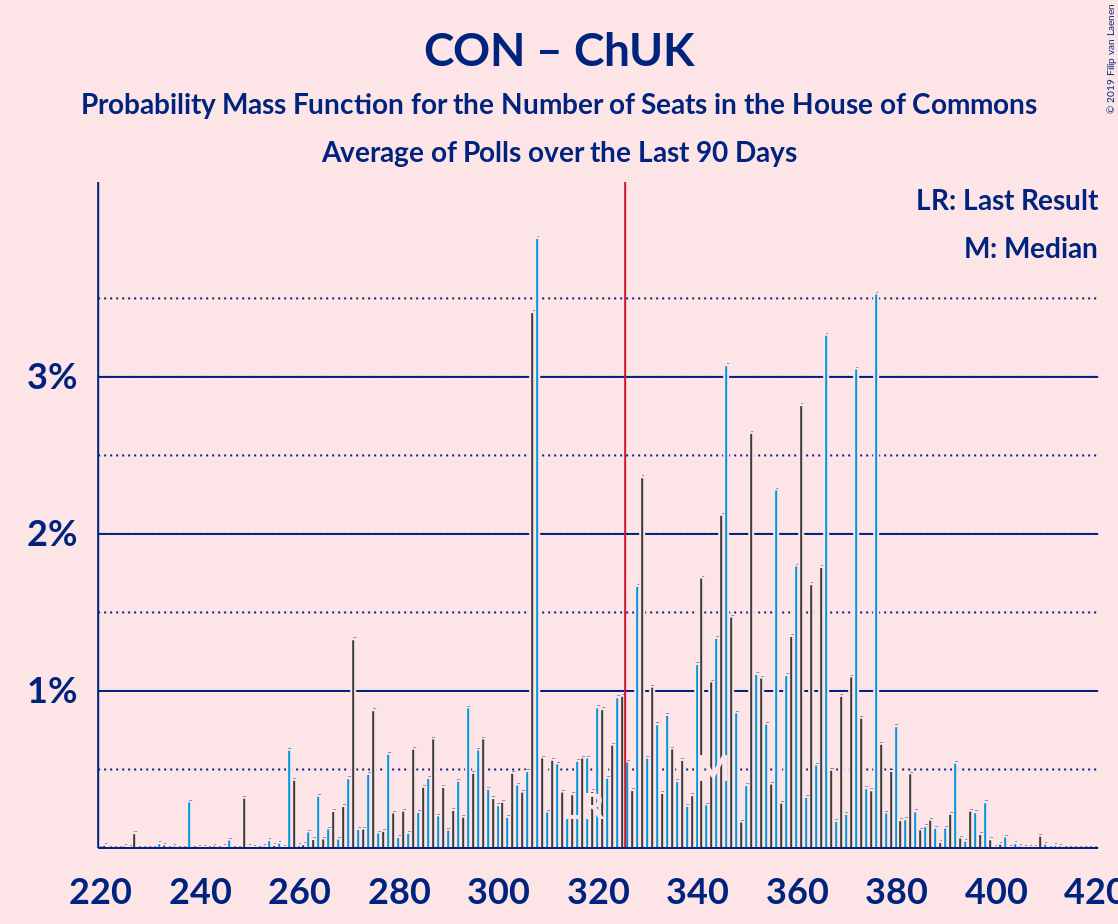 CON – ChUK
Probability Mass Function for the Number of Seats in the House of Commons
Average of Polls over the Last 90 Days
© 2019 Filip van Laenen
LR: Last Result
M: Median
3%
2%
1%
LR
M
220 240 260 280 300 320 340 360 380 400 420